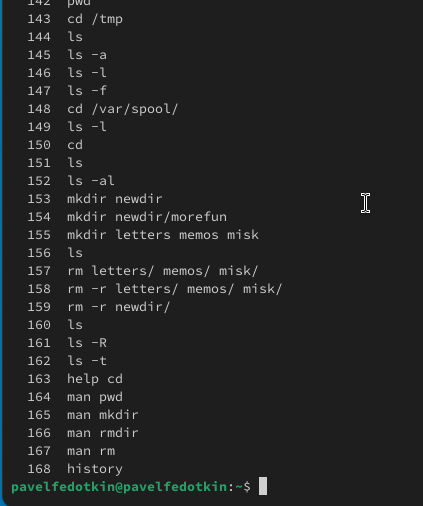 142 pwd
143 cd /tmp
144 ls
145 ls -a
146 ls -l
147 ls -f
148 cd /var/spool/
149 ls -l
150 cd
151 ls
152 ls -al
153 mkdir newdir
154 mkdir newdir/morefun
155 mkdir letters memos misk
156 ls
157 rm letters/ memos/ misk/
158 rm -r letters/ memos/ misk/
159 rm -r newdir/
160 ls
161 ls -R
162 ls -t
163 help cd
164 man pwd
165 man mkdir
166 man rmdir
167 man rm
168 history
pavelfedotkin@pavelfedotkin:~$